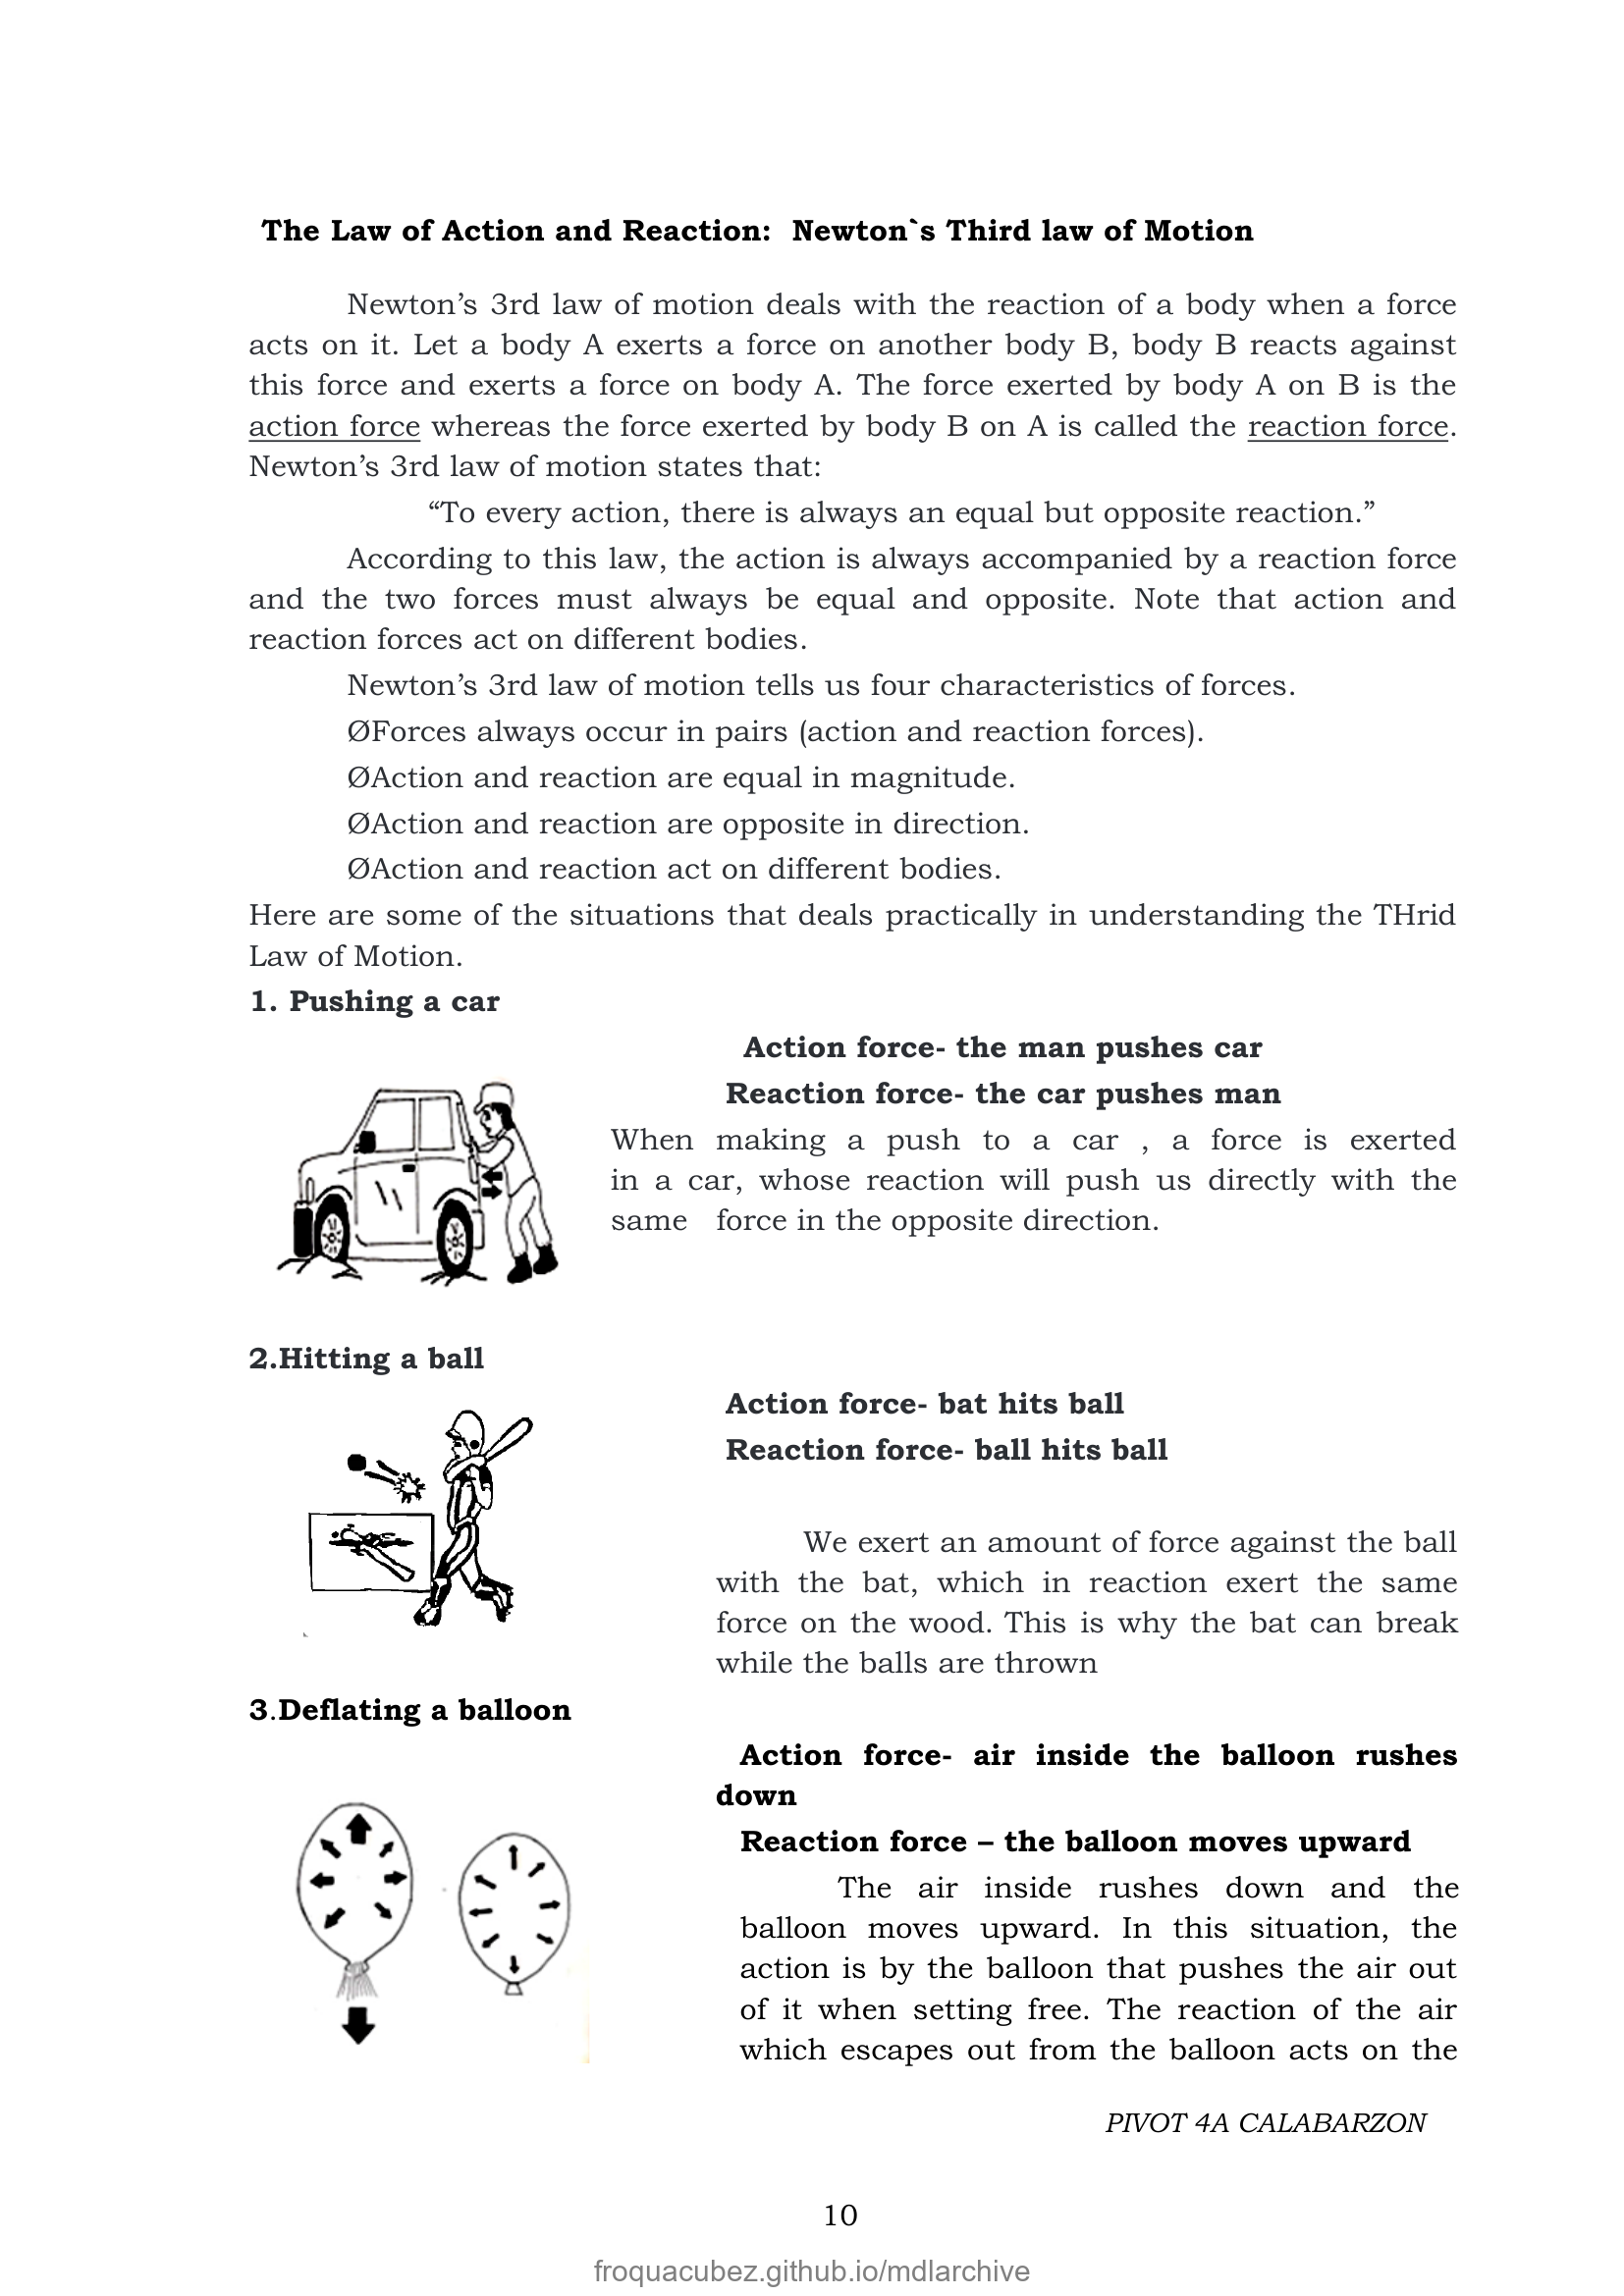 The Law of Action and Reaction:  Newton`s Third law of Motion
Newton’s 3rd law of motion deals with the reaction of a body when a force
acts on it. Let a body A exerts a force on another body B, body B reacts against
this force and exerts a force on body A. The force exerted by body A on B is the
action force whereas the force exerted by body B on A is called the reaction force.
Newton’s 3rd law of motion states that:
“To every action, there is always an equal but opposite reaction.”
According to this law, the action is always accompanied by a reaction force
and the two forces must always be equal and opposite. Note that action and
reaction forces act on different bodies.
Newton’s 3rd law of motion tells us four characteristics of forces.
ØForces always occur in pairs (action and reaction forces).
ØAction and reaction are equal in magnitude.
ØAction and reaction are opposite in direction.
ØAction and reaction act on different bodies.
Here are some of the situations that deals practically in understanding the THrid
Law of Motion.
1. Pushing a car
Action force- the man pushes car
Reaction force- the car pushes man
When making a push to a car , a force is exerted
in a car, whose reaction will push us directly with the
same force in the opposite direction.
2.Hitting a ball
Action force- bat hits ball
Reaction force- ball hits ball
We exert an amount of force against the ball
with the bat, which in reaction exert the same
force on the wood. This is why the bat can break
while the balls are thrown
3.Deflating a balloon
Action force- air inside the balloon rushes
down
Reaction force – the balloon moves upward
The air inside rushes down and the
balloon moves upward. In this situation, the
action is by the balloon that pushes the air out
of it when setting free. The reaction of the air
which escapes out from the balloon acts on the
PIVOT 4A CALABARZON
10
froquacubez.github.io/mdlarchive